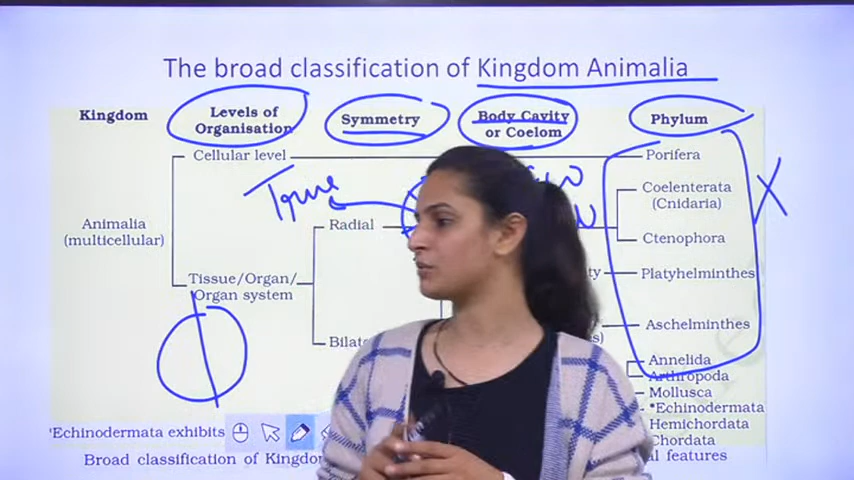 The broad classification of Kingdom Animalia
Kingdom
Levels of Organisation
Symmetry
Body Cavity or Coelom
Phylum
Cellular level
Porifera
True
Coelenterata
(Cnidaria)
Animalia
(multicellular)
Radial
Ctenophora
Tissue/Organ/
Organ system
Platyhelminthes
Aschelminthes
Annelida
Arthropoda
Mollusca
*Echinodermata
Hemichordata
Chordata
*Echinodermata exhibits
Broad classification of
features